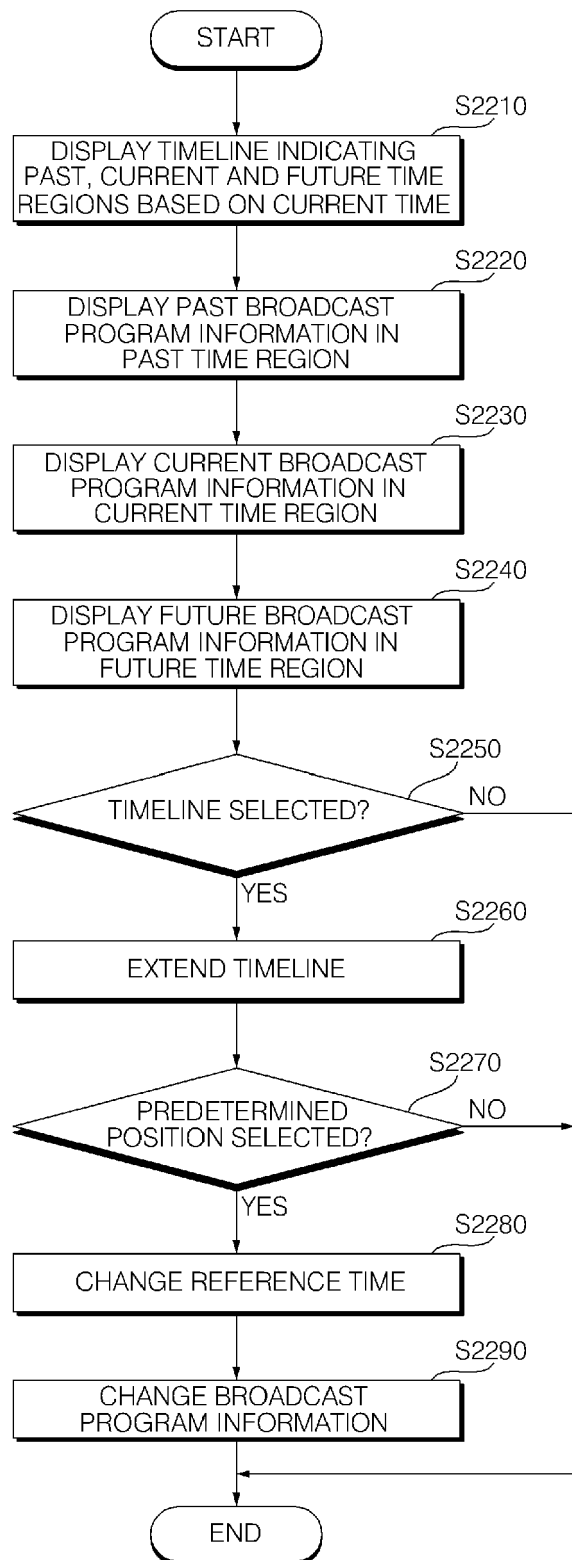 START
S2210
DISPLAY TIMELINE INDICATING
PAST, CURRENT AND FUTURE TIME
REGIONS BASED ON CURRENT TIME
S2220
DISPLAY PAST BROADCAST
PROGRAM INFORMATION IN
PAST TIME REGION
S2230
DISPLAY CURRENT BROADCAST
PROGRAM INFORMATION IN
CURRENT TIME REGION
S2240
DISPLAY FUTURE BROADCAST
PROGRAM INFORMATION IN
FUTURE TIME REGION
S2250
TIMELINE SELECTED?
NO
YES
S2260
EXTEND TIMELINE
S2270
PREDETERMINED
POSITION SELECTED?
NO
YES
S2280
CHANGE REFERENCE TIME
S2290
CHANGE BROADCAST
PROGRAM INFORMATION
END